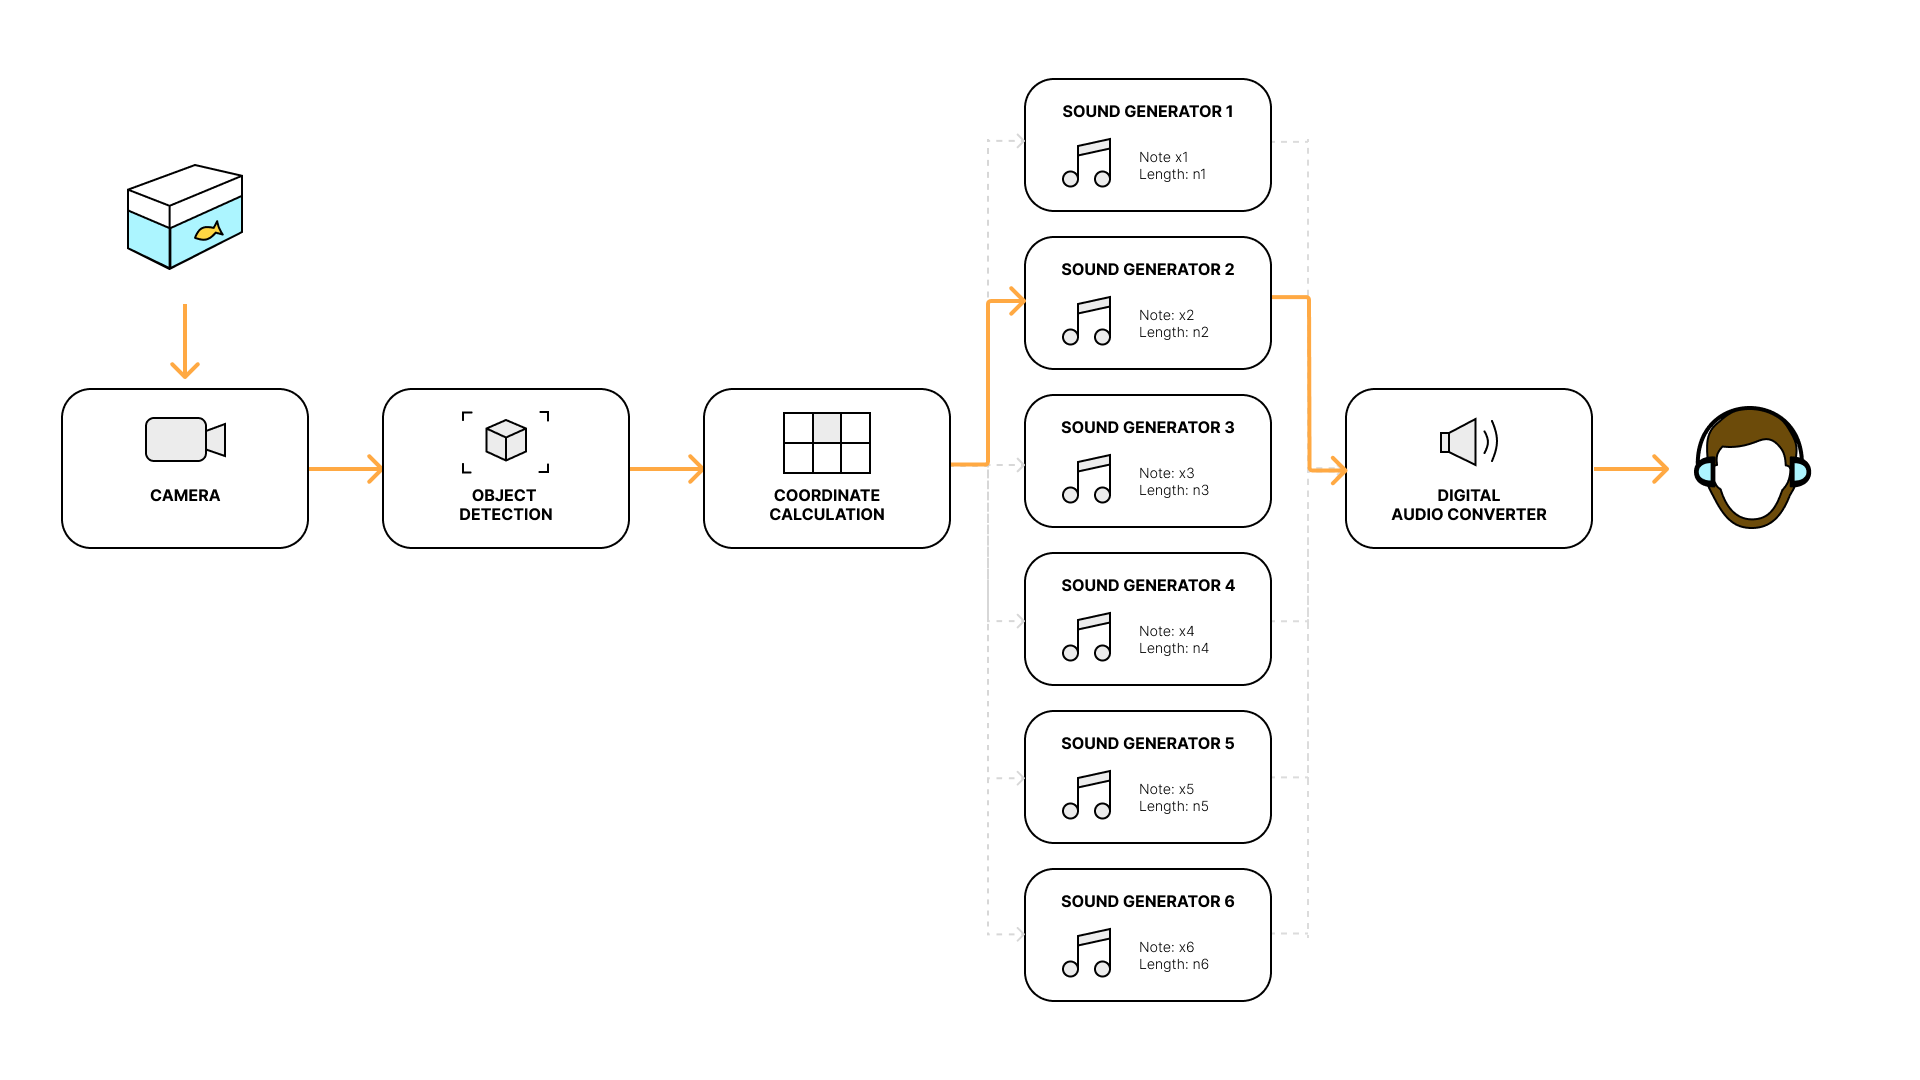 CAMERA
OBJECT
DETECTION
COORDINATE
CALCULATION
SOUND GENERATOR 1
Note x1
Length: n1
SOUND GENERATOR 2
Note: x2
Length: n2
SOUND GENERATOR 3
Note: x3
Length: n3
SOUND GENERATOR 4
Note: x4
Length: n4
SOUND GENERATOR 5
Note: x5
Length: n5
SOUND GENERATOR 6
Note: x6
Length: n6
DIGITAL
AUDIO CONVERTER